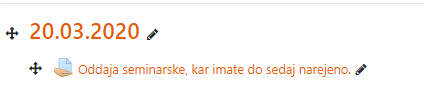 20.03.2020
Oddaja seminarske, kar imate do sedaj narejeno.